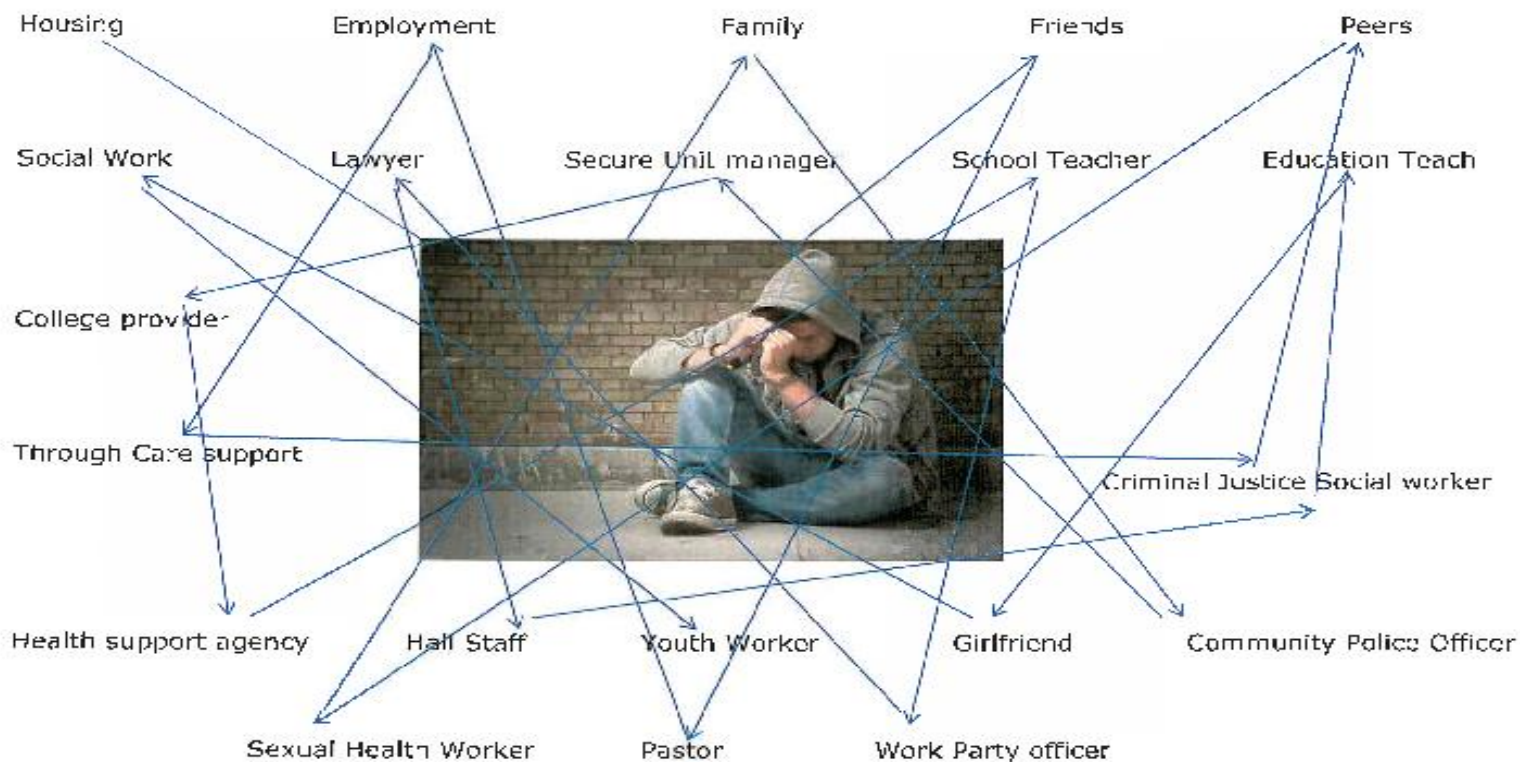 Housing Employment Family Friends Peers
Social Work Lawyer Secure Unit manager School Teacher Education Teach
College provider
Through Care support
Criminal Justice Social worker
Health support agency Hall Staff Youth Worker Girlfriend Community Police Officer
Sexual Health Worker Pastor Work Party officer